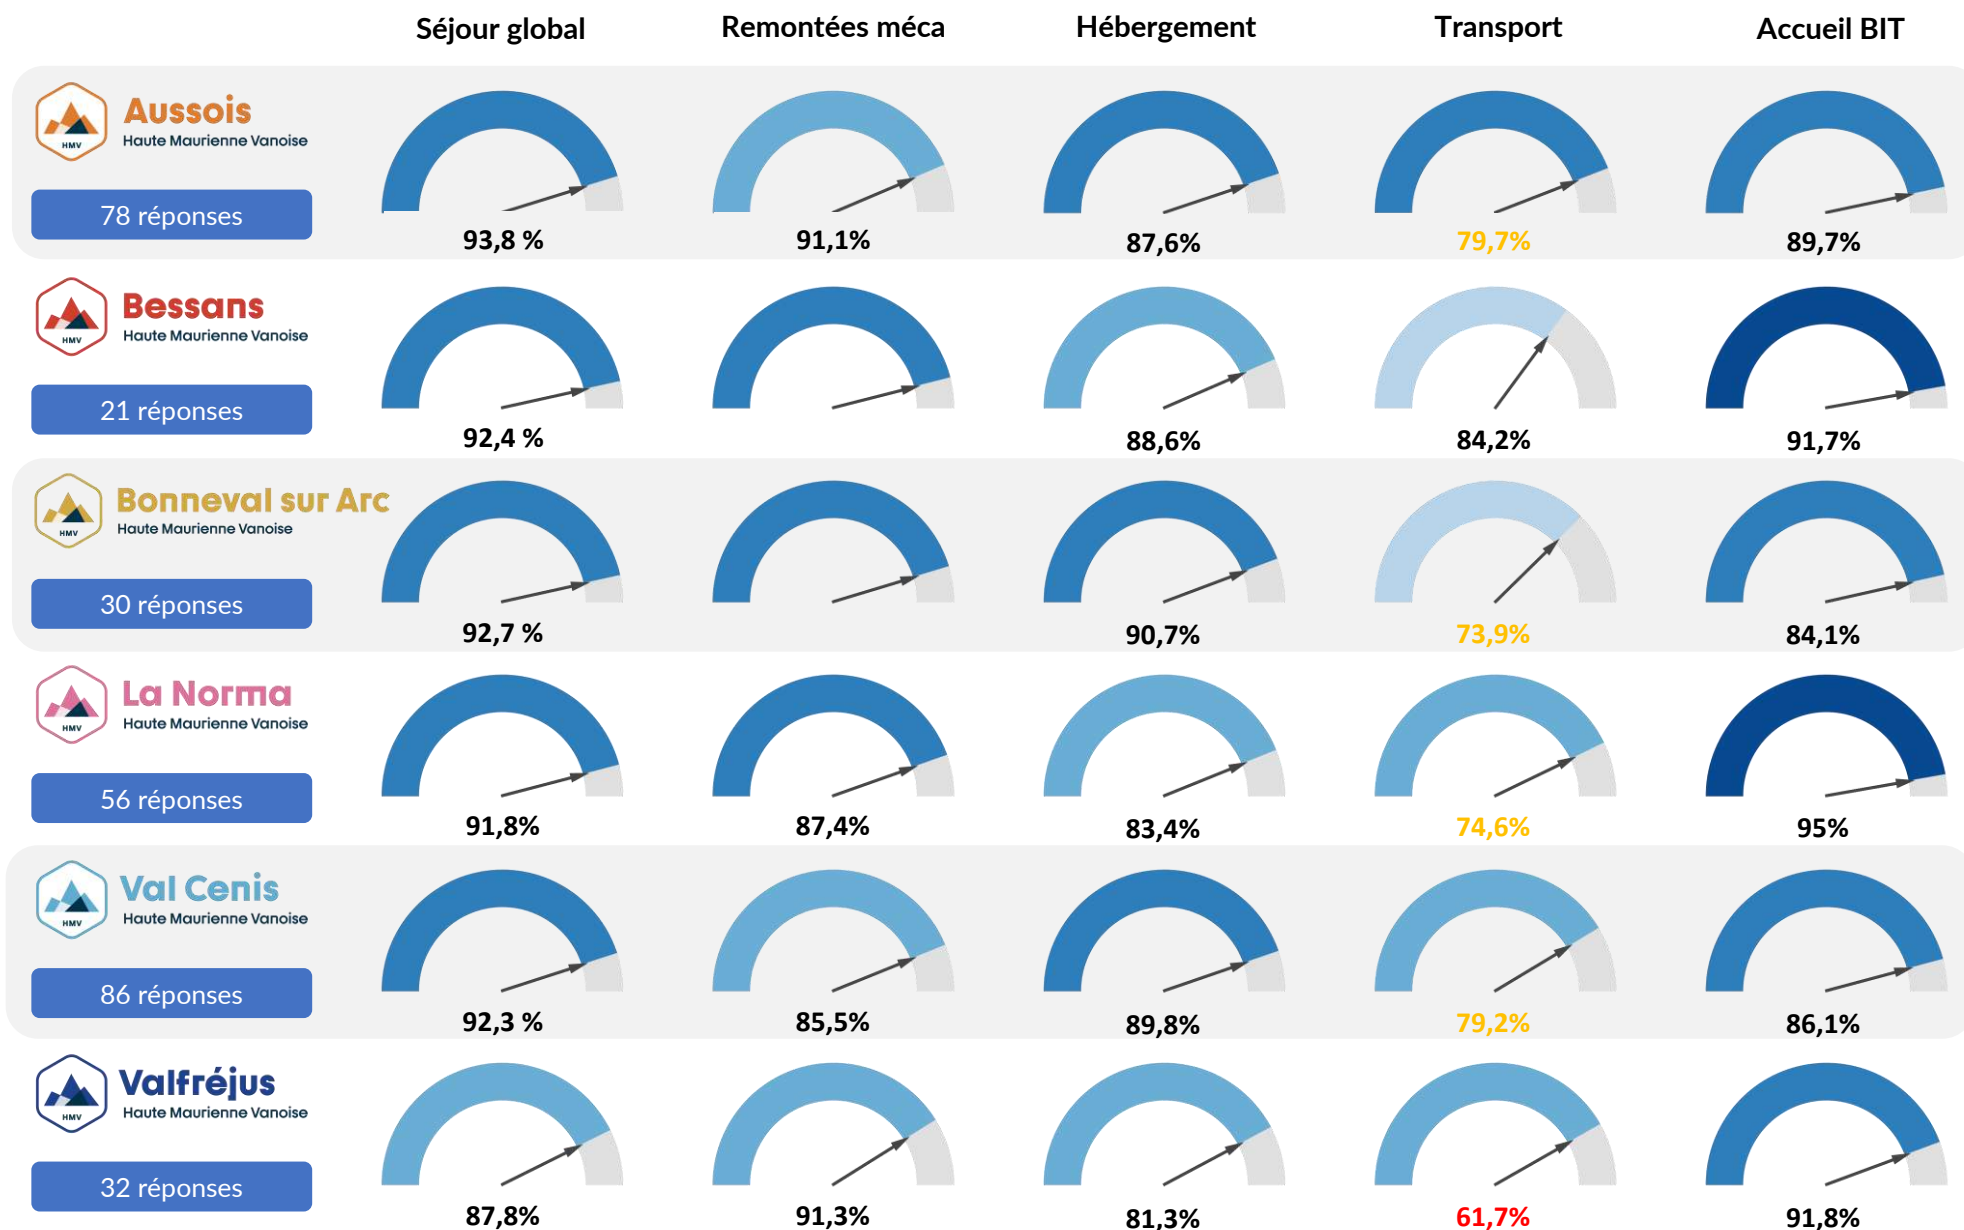 Séjour global Remontées méca Hébergement Transport Accueil BIT
HMV
Aussois
Haute Maurienne Vanoise
78 réponses
93,8 % 91,1% 87,6% 79,7% 89,7%
HMV
Bessans
Haute Maurienne Vanoise
21 réponses
92,4 % 88,6% 84,2% 91,7%
HMV
Bonneval sur Arc
Haute Maurienne Vanoise
30 réponses
92,7 % 90,7% 73,9% 84,1%
HMV
La Norma
Haute Maurienne Vanoise
56 réponses
91,8% 87,4% 83,4% 74,6% 95%
HMV
Val Cenis
Haute Maurienne Vanoise
86 réponses
92,3 % 85,5% 89,8% 79,2% 86,1%
HMV
Valfréjus
Haute Maurienne Vanoise
32 réponses
87,8% 91,3% 81,3% 61,7% 91,8%